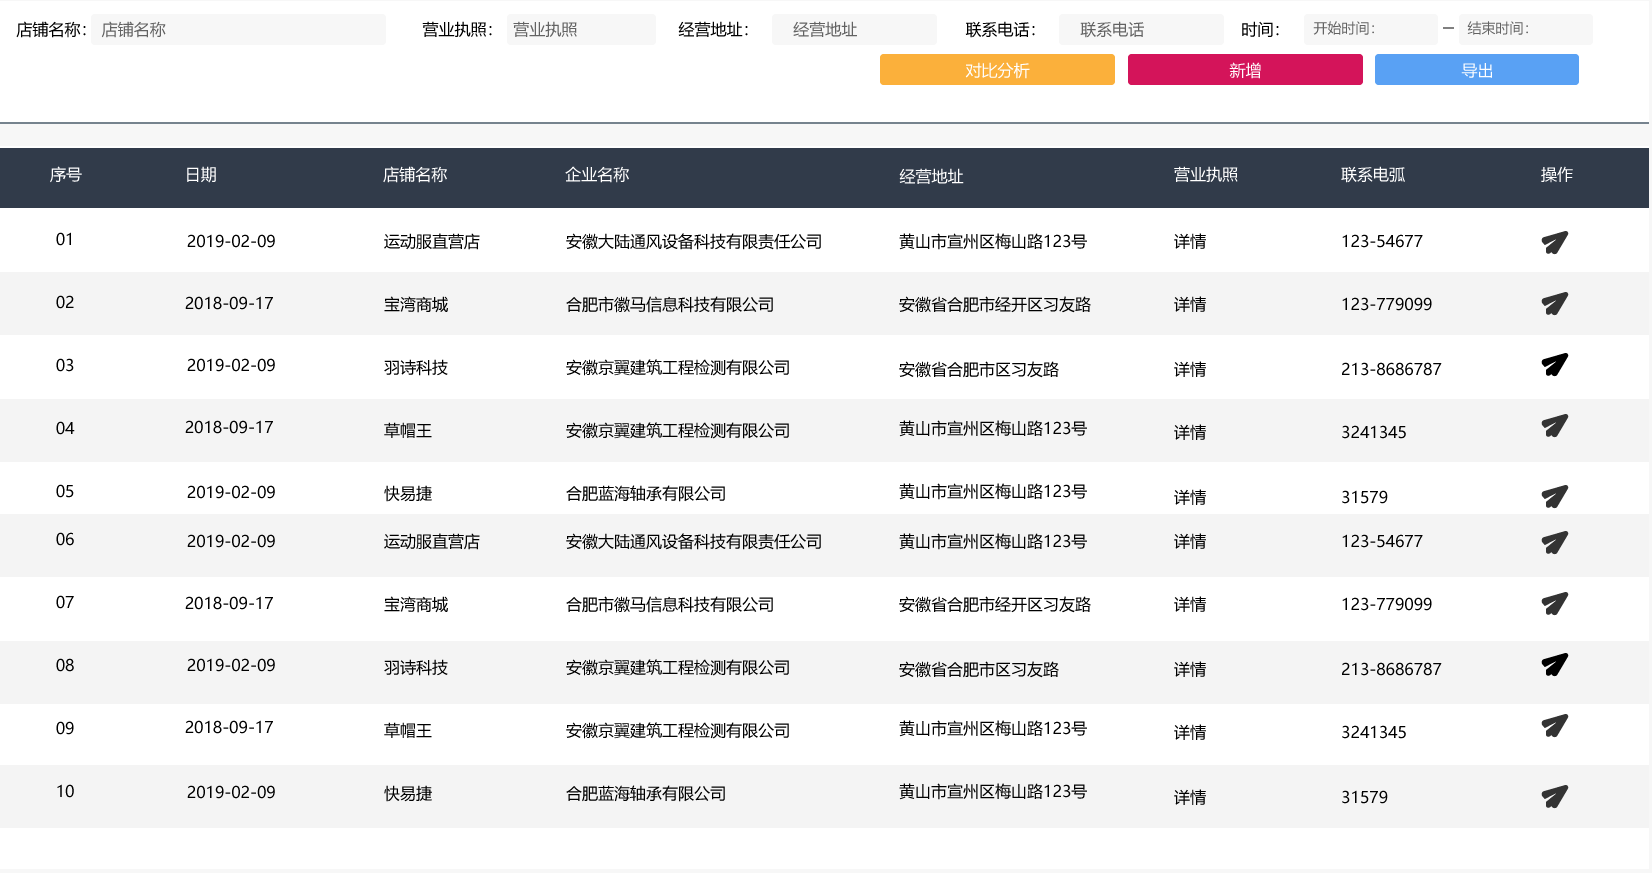 店铺名称： 店铺名称 营业执照： 营业执照 经营地址： 经营地址 联系电话： 联系电话 时间： 开始时间： — 结束时间：
对比分析 新增 导出
序号 日期 店铺名称 企业名称 经营地址 营业执照 联系电弧 操作
01 2019-02-09 运动服直营店 安徽大陆通风设备科技有限责任公司 黄山市宣州区梅山路123号 详情 123-54677
02 2018-09-17 宝湾商城 合肥市徽马信息科技有限公司 安徽省合肥市经开区习友路 详情 123-779099
03 2019-02-09 羽诗科技 安徽京翼建筑工程检测有限公司 安徽省合肥市区习友路 详情 213-8686787
04 2018-09-17 草帽王 安徽京翼建筑工程检测有限公司 黄山市宣州区梅山路123号 详情 3241345
05 2019-02-09 快易捷 合肥蓝海轴承有限公司 黄山市宣州区梅山路123号 详情 31579
06 2019-02-09 运动服直营店 安徽大陆通风设备科技有限责任公司 黄山市宣州区梅山路123号 详情 123-54677
07 2018-09-17 宝湾商城 合肥市徽马信息科技有限公司 安徽省合肥市经开区习友路 详情 123-779099
08 2019-02-09 羽诗科技 安徽京翼建筑工程检测有限公司 安徽省合肥市区习友路 详情 213-8686787
09 2018-09-17 草帽王 安徽京翼建筑工程检测有限公司 黄山市宣州区梅山路123号 详情 3241345
10 2019-02-09 快易捷 合肥蓝海轴承有限公司 黄山市宣州区梅山路123号 详情 31579